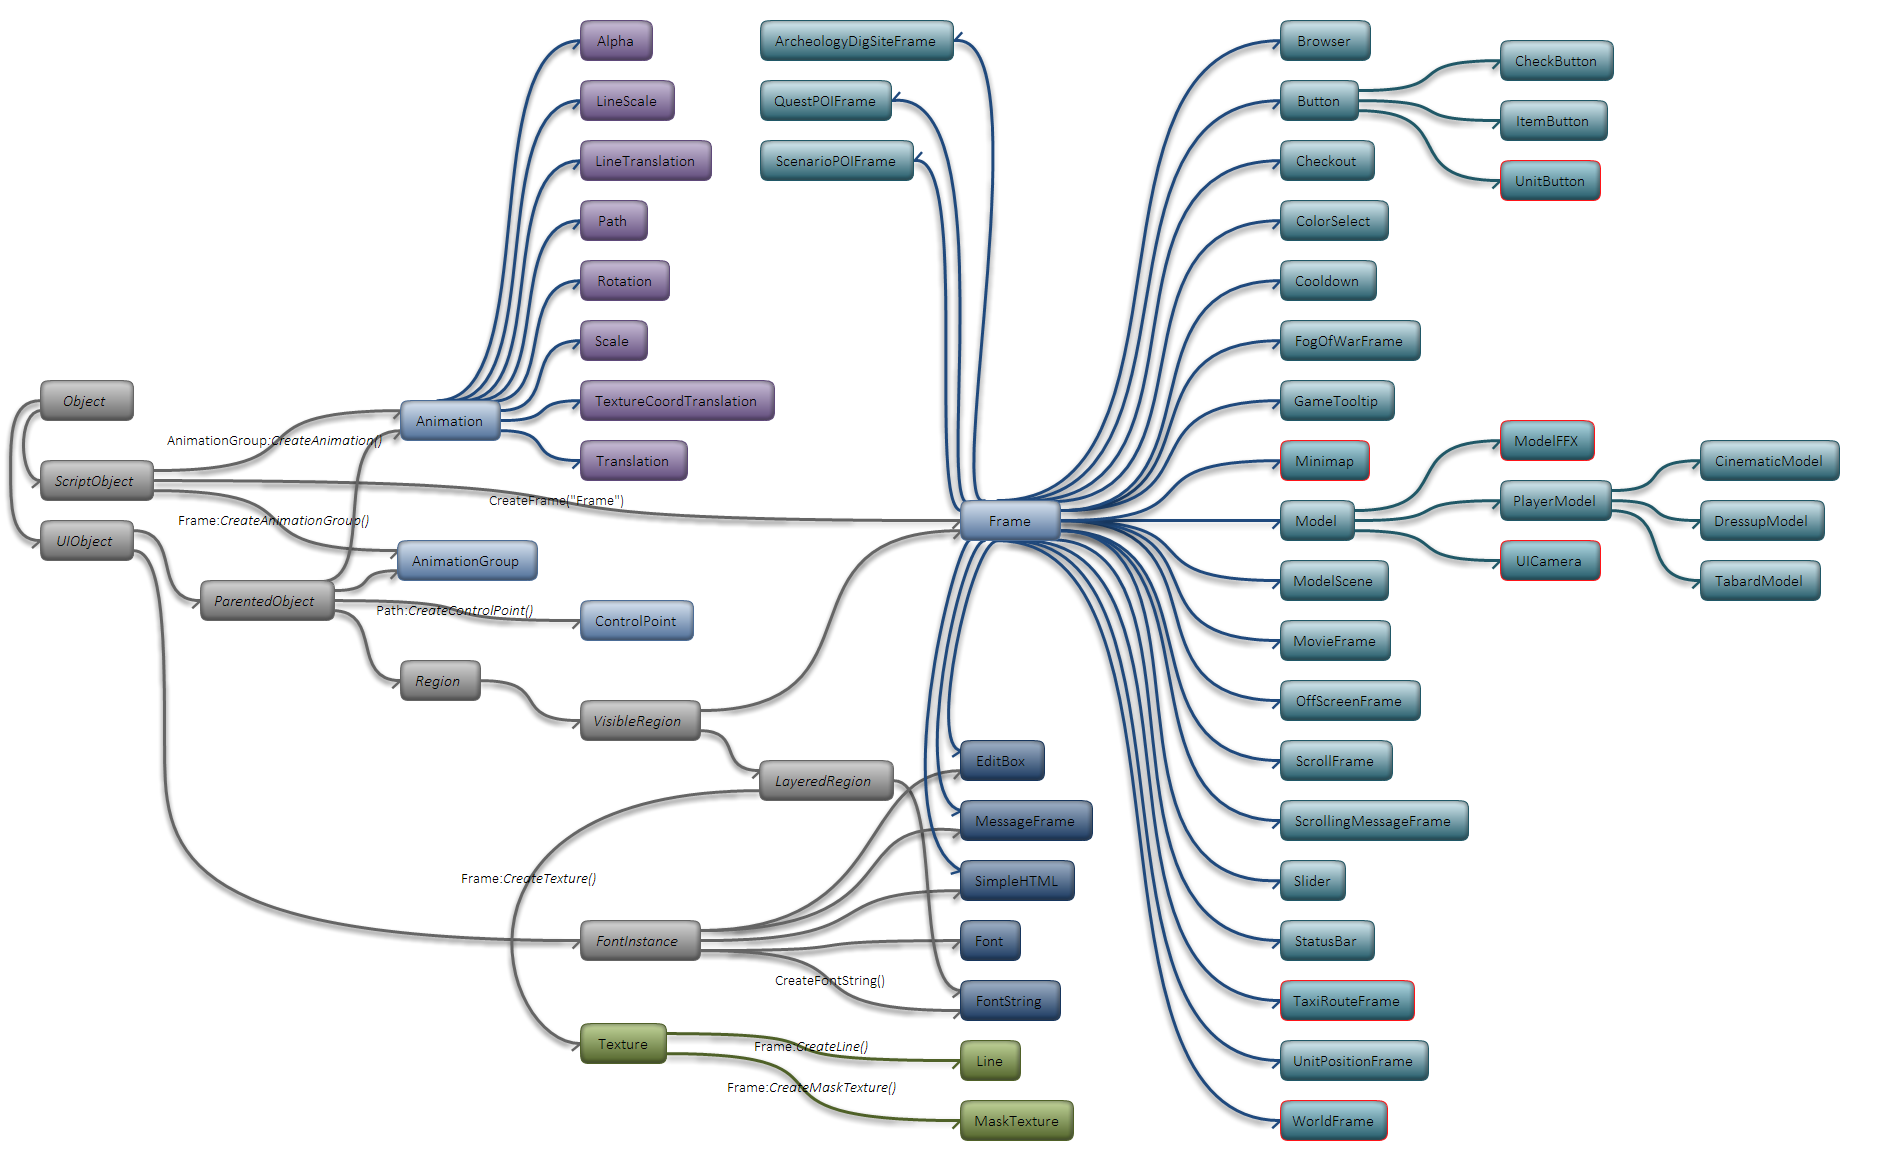 Alpha
LineScale
LineTranslation
Path
Rotation
Scale
TextureCoordTranslation
Translation
ArcheologyDigSiteFrame
QuestPOIFrame
ScenarioPOIFrame
Browser
Button
Checkout
ColorSelect
Cooldown
FogOfWarFrame
GameTooltip
Minimap
Model
ModelScene
MovieFrame
OffScreenFrame
ScrollFrame
ScrollingMessageFrame
Slider
StatusBar
TaxiRouteFrame
UnitPositionFrame
WorldFrame
CheckButton
ItemButton
UnitButton
ModelFFX
PlayerModel
UICamera
CinematicModel
DressupModel
TabardModel
Object
ScriptObject
UIObject
AnimationGroup:CreateAnimation()
Animation
CreateFrame("Frame")
Frame
Frame:CreateAnimationGroup()
AnimationGroup
ParentedObject
Path:CreateControlPoint()
ControlPoint
Region
VisibleRegion
LayeredRegion
EditBox
MessageFrame
SimpleHTML
Font
FontString
Frame:CreateTexture()
FontInstance
CreateFontString()
Texture
Frame:CreateLine()
Line
Frame:CreateMaskTexture()
MaskTexture